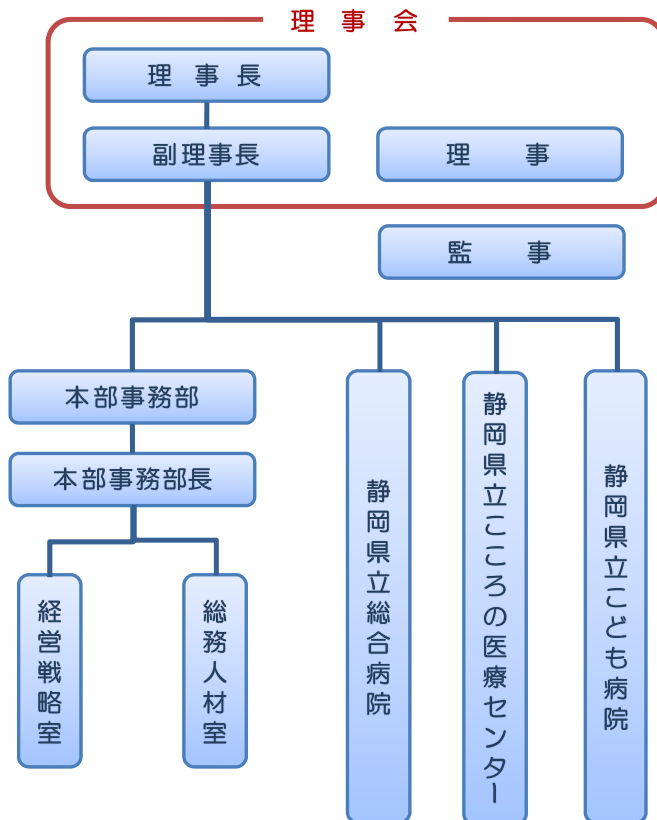 理事会
理事長
副理事長
理事
監事
本部事務部
本部事務部長
経営戦略室
総務人材室
静岡県立総合病院
静岡県立こころの医療センター
静岡県立こども病院